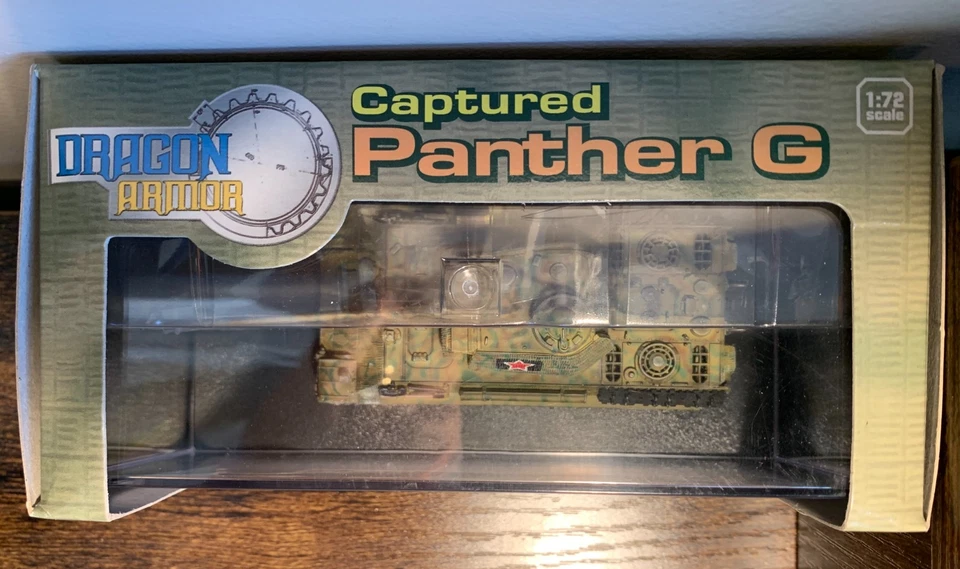 DRAGON
ARMOR
Captured
Panther G
1:72
scale